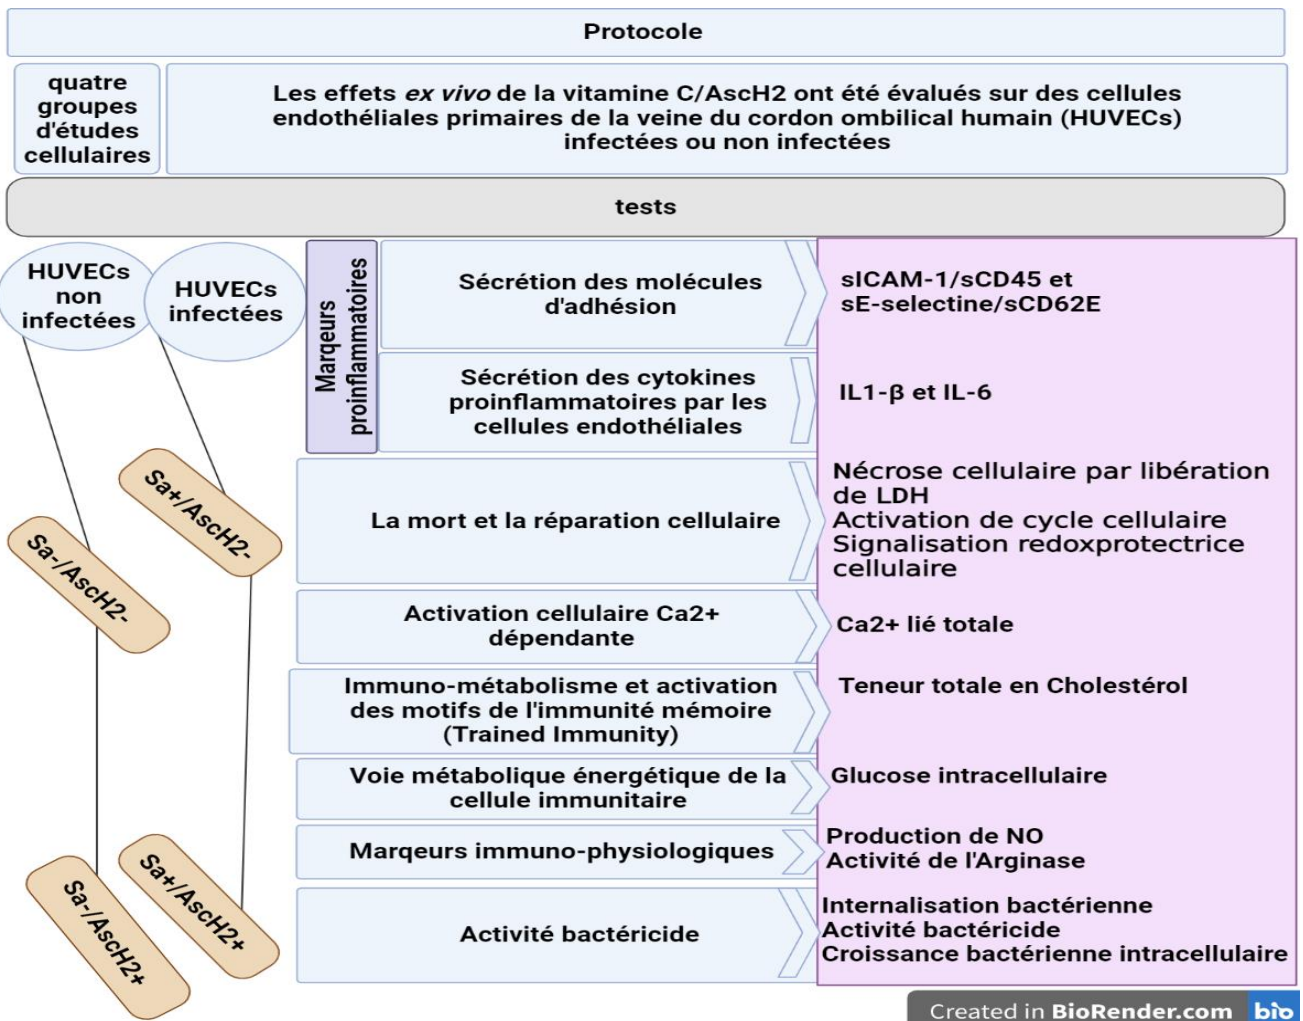 Protocole
quatre
groupes
d'études
cellulaires
Les effets ex vivo de la vitamine C/AscH2 ont été évalués sur des cellules
endothéliales primaires de la veine du cordon ombilical humain (HUVECs)
infectées ou non infectées
tests
HUVECs
non
infectées
HUVECs
infectées
Sa+/AscH2-
Sa-/AscH2-
Sa+/AscH2+
Sa-/AscH2+
Marqeurs
proinflammatoires
Sécrétion des molécules
d'adhésion
sICAM-1/sCD45 et
sE-selectine/sCD62E
Sécrétion des cytokines
proinflammatoires par les
cellules endothéliales
IL1-β et IL-6
La mort et la réparation cellulaire
Nécrose cellulaire par libération
de LDH
Activation de cycle cellulaire
Signalisation redoxprotectrice
cellulaire
Activation cellulaire Ca2+
dépendante
Ca2+ lié totale
Immuno-métabolisme et activation
des motifs de l'immunité mémoire
(Trained Immunity)
Teneur totale en Cholestérol
Voie métabolique énergétique de la
cellule immunitaire
Glucose intracellulaire
Marqeurs immuno-physiologiques
Production de NO
Activité de l'Arginase
Activité bactéricide
Internalisation bactérienne
Activité bactéricide
Croissance bactérienne intracellulaire
Created in BioRender.com bio